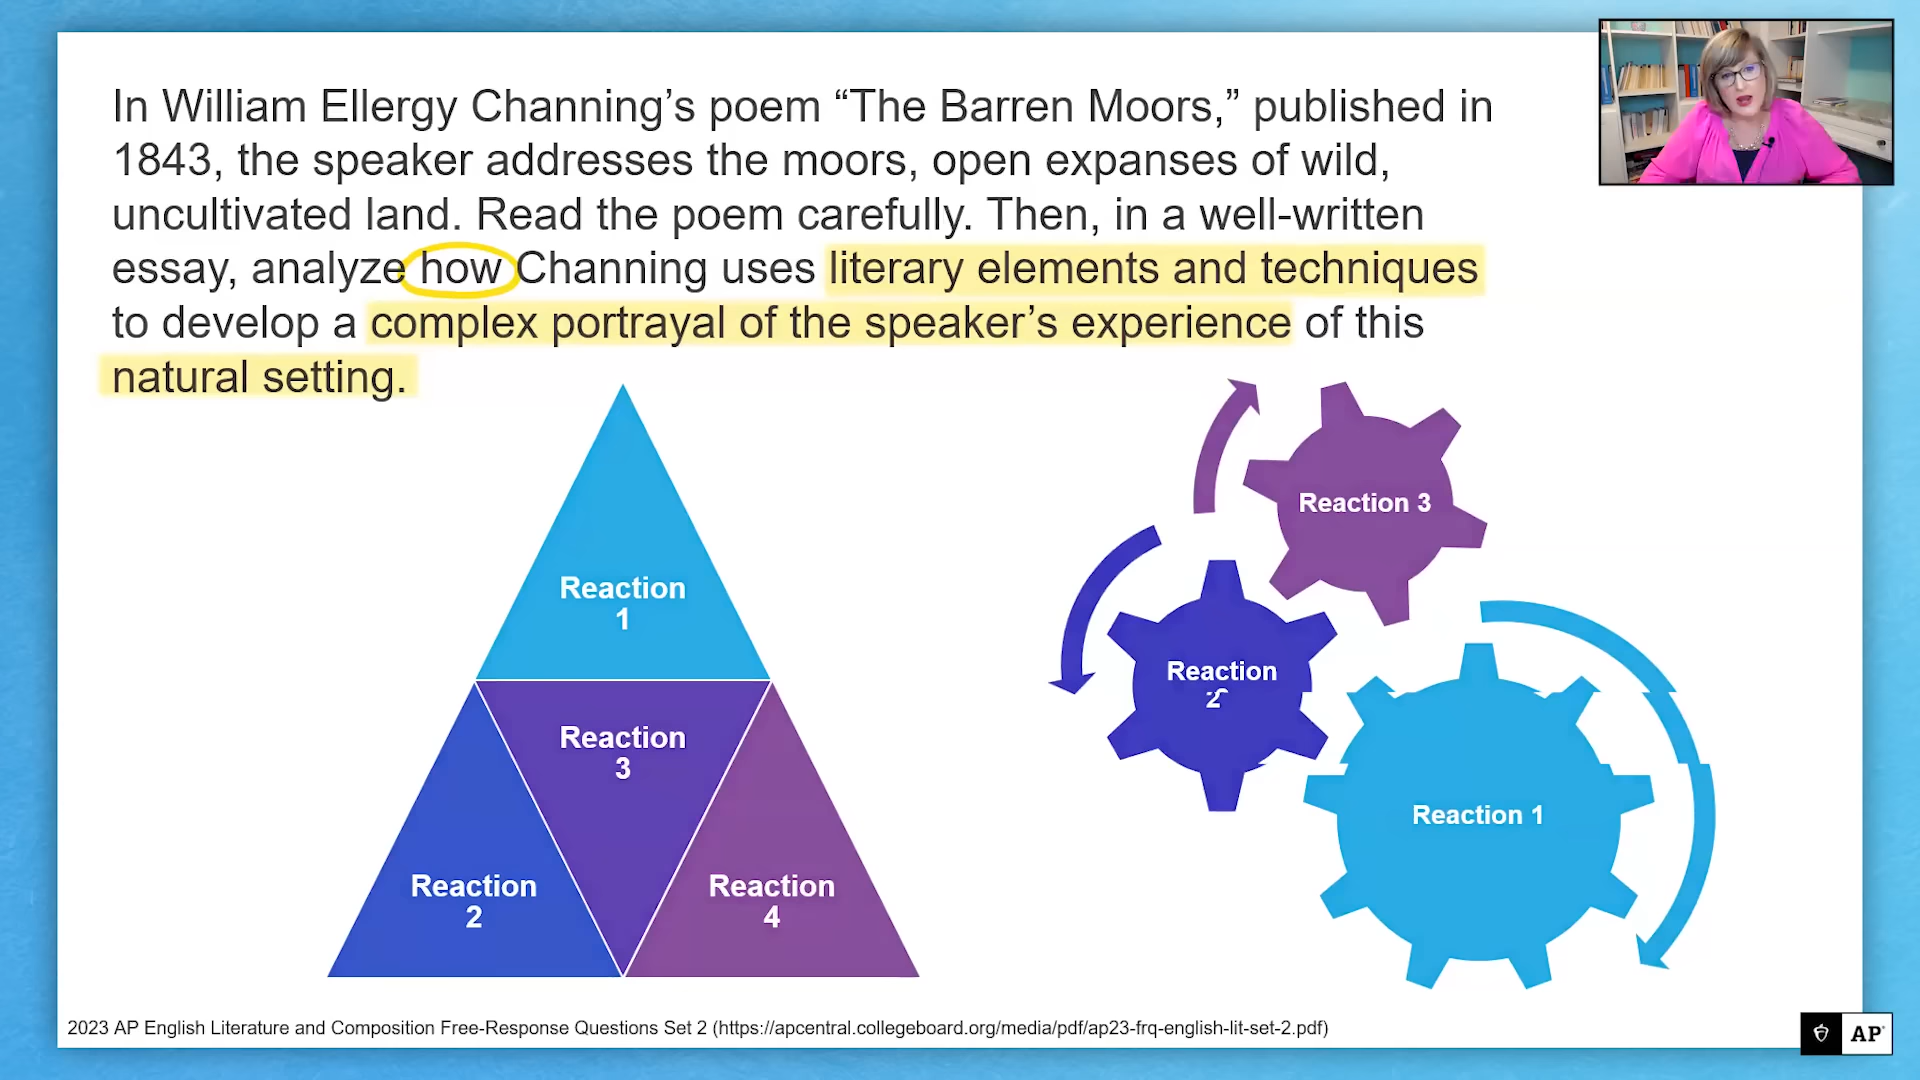 In William Ellergy Channing’s poem “The Barren Moors,” published in
1843, the speaker addresses the moors, open expanses of wild,
uncultivated land. Read the poem carefully. Then, in a well-written
essay, analyze how Channing uses literary elements and techniques
to develop a complex portrayal of the speaker’s experience of this
natural setting.
Reaction
1
Reaction
3
Reaction
2
Reaction
4
Reaction 3
Reaction
2
Reaction 1
2023 AP English Literature and Composition Free-Response Questions Set 2 (https://apcentral.collegeboard.org/media/pdf/ap23-frq-english-lit-set-2.pdf)
AP